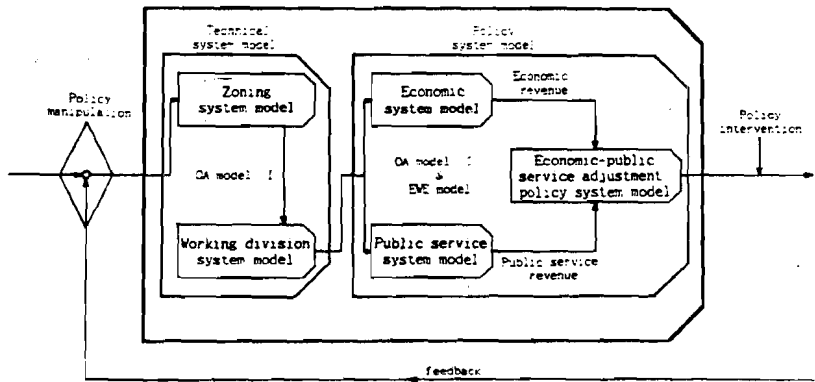 Technical
system model
Policy
system model
Zoning
system model
Economic
system model
Economic
revenue
Policy
manipulation
Policy
intervention
OA model I
OA model I
&
EWE model
Economic-public
service adjustment
policy system model
Working division
system model
Public service
system model
Public service
revenue
feedback